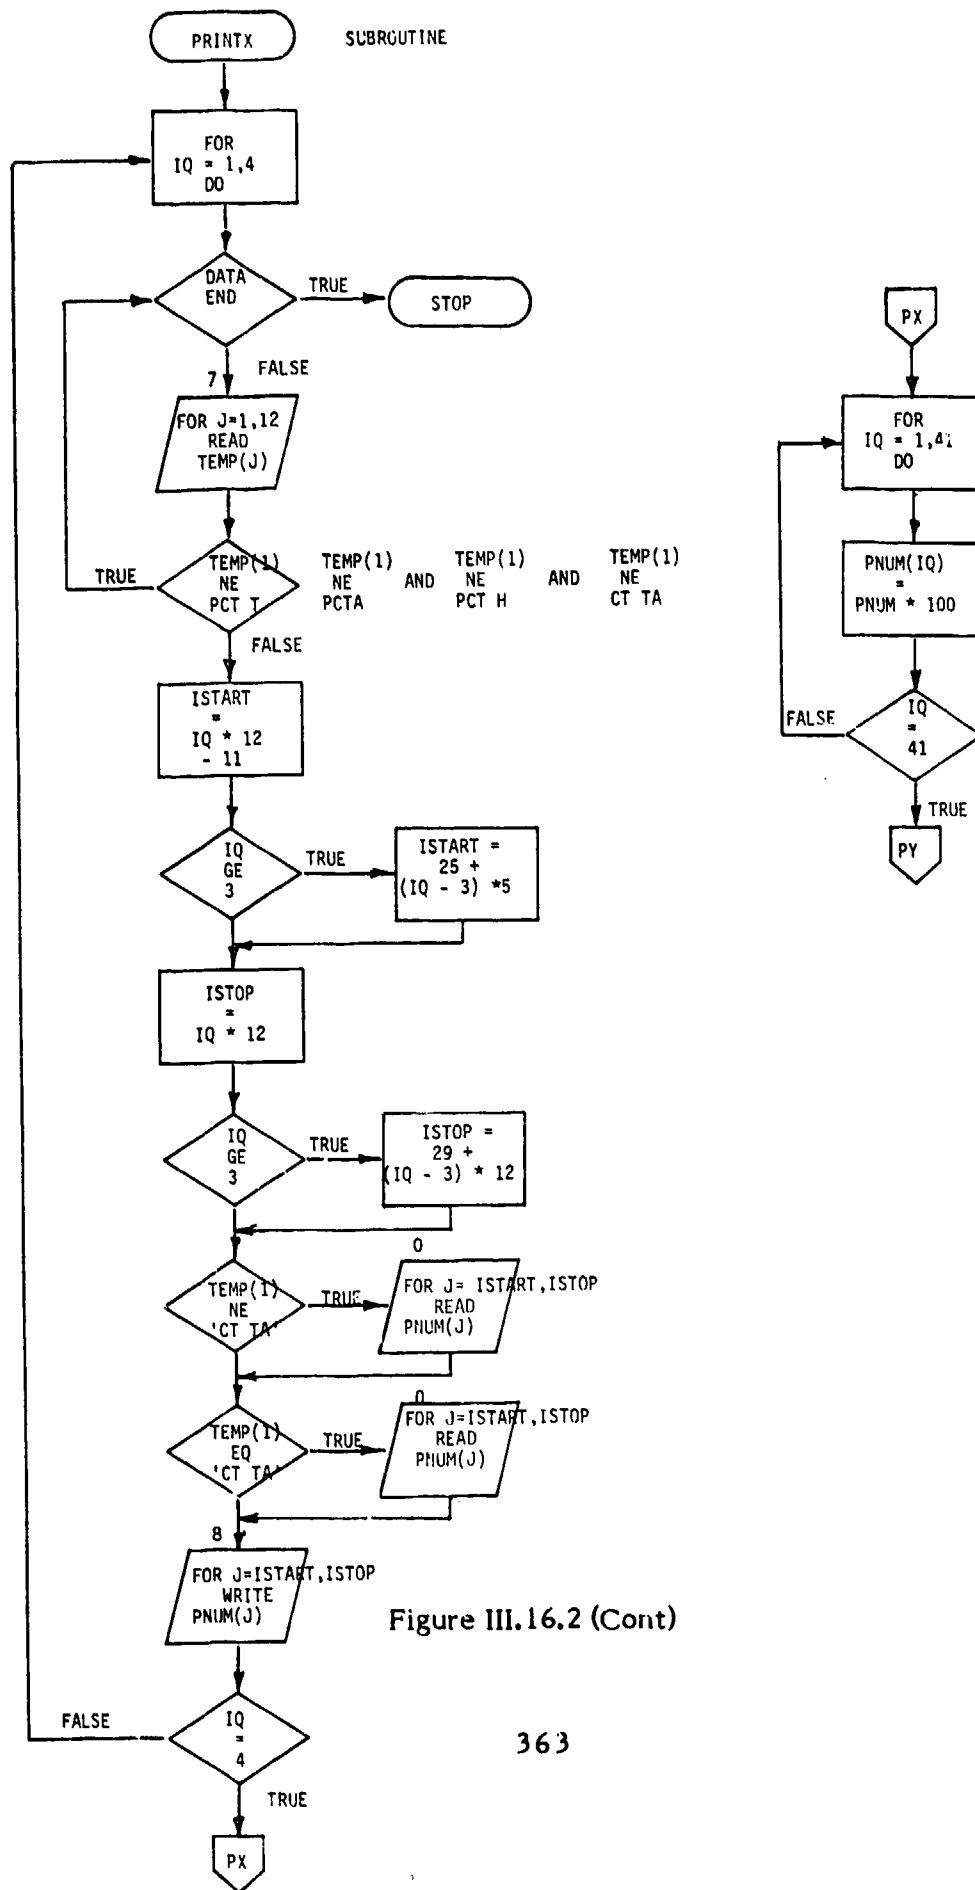 PRINTX
SUBROUTINE
FOR
IQ = 1,4
DO
DATA
END
TRUE
STOP
FALSE
7
FOR J=1,12
READ
TEMP(J)
TEMP(1)
NE
PCT T
TRUE
TEMP(1)
NE
PCTA
AND
TEMP(1)
NE
PCT H
AND
TEMP(1)
NE
CT TA
FALSE
ISTART
=
IQ * 12
- 11
IQ
GE
3
TRUE
ISTART =
25 +
(IQ - 3) *5
ISTOP
=
IQ * 12
IQ
GE
3
TRUE
ISTOP =
29 +
(IQ - 3) * 12
TEMP(1)
NE
'CT TA'
TRUE
0
FOR J= ISTART,ISTOP
READ
PNUM(J)
TEMP(1)
EQ
'CT TA'
TRUE
0
FOR J=ISTART,ISTOP
READ
PNUM(J)
8
FOR J=ISTART,ISTOP
WRITE
PNUM(J)
IQ
=
4
FALSE
TRUE
PX
PX
FOR
IQ = 1,41
DO
PNUM(IQ)
=
PNUM * 100
IQ
=
41
FALSE
TRUE
PY
Figure III.16.2 (Cont)
363